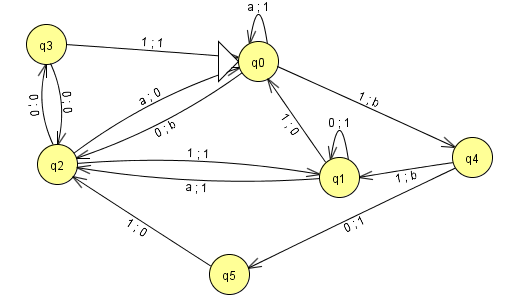 a ; 1
q3
1 ; 1
q0
0 ; 0
0 ; 0
a ; 0
0 ; b
1 ; b
1 ; 0
0 ; 1
q2
1 ; 1
q4
q1
1 ; b
a ; 1
1 ; 0
0 ; 1
q5